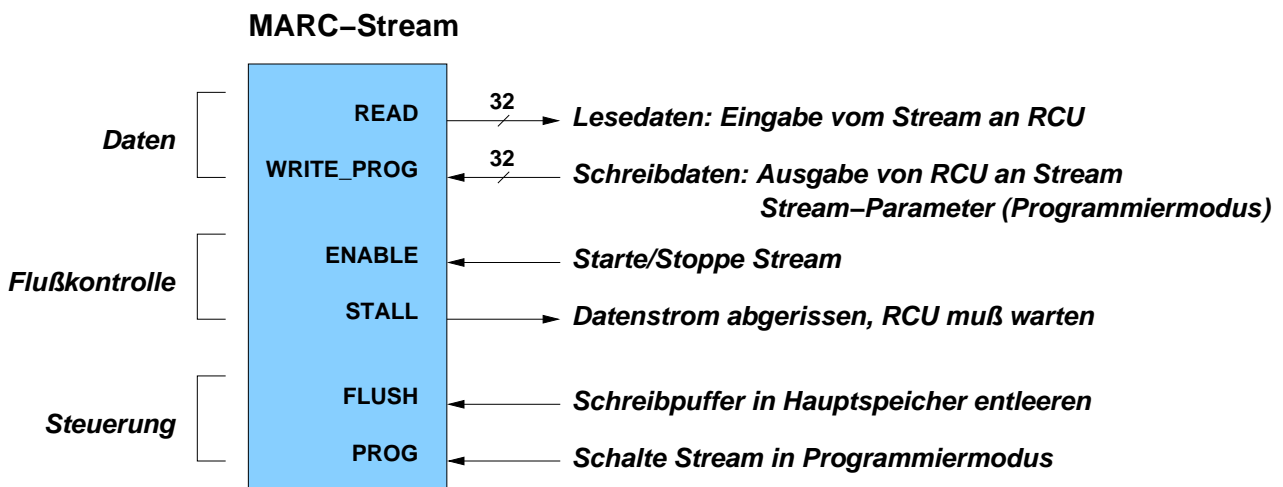 MARC–Stream
Daten
READ
32
Lesedaten: Eingabe vom Stream an RCU
WRITE_PROG
32
Schreibdaten: Ausgabe von RCU an Stream
Stream–Parameter (Programmiermodus)
Flußkontrolle
ENABLE
Starte/Stoppe Stream
STALL
Datenstrom abgerissen, RCU muß warten
Steuerung
FLUSH
Schreibpuffer in Hauptspeicher entleeren
PROG
Schalte Stream in Programmiermodus